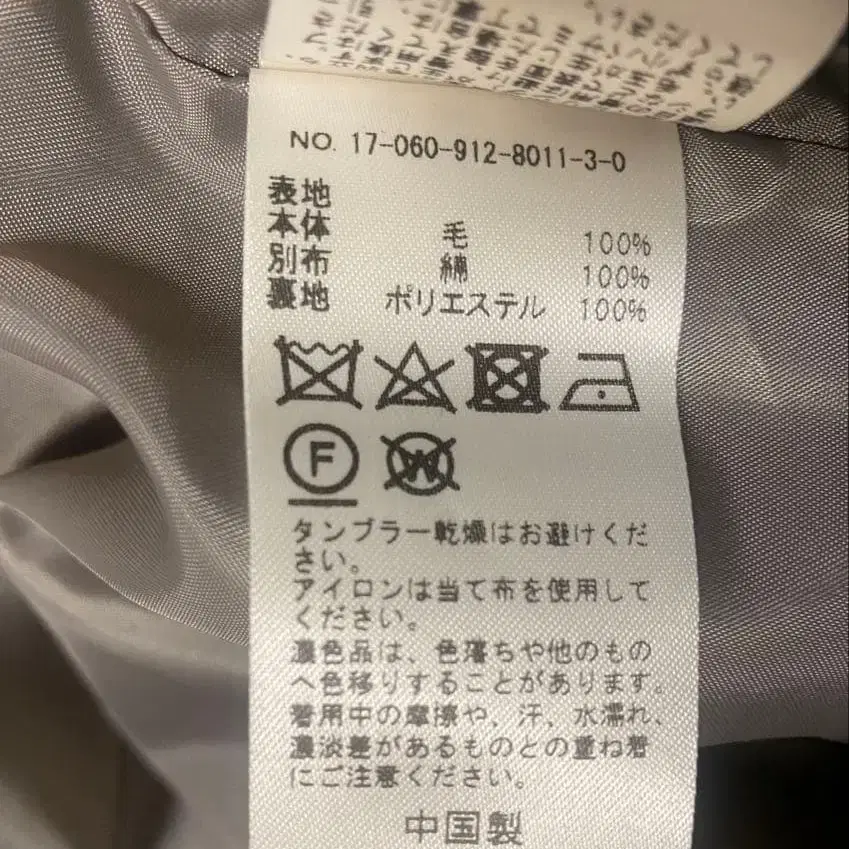 NO. 17-060-912-8011-3-0
表地
本体 毛 100%
別布 綿 100%
裏地 ポリエステル 100%
F
W
タンブラー乾燥はお避けくだ
さい。
アイロンは当て布を使用して
ください。
濃色品は、色落ちや他のもの
へ色移りすることがあります。
着用中の摩擦や、汗、水濡れ、
濃淡差があるものとの重ね着
にご注意ください。
中国製